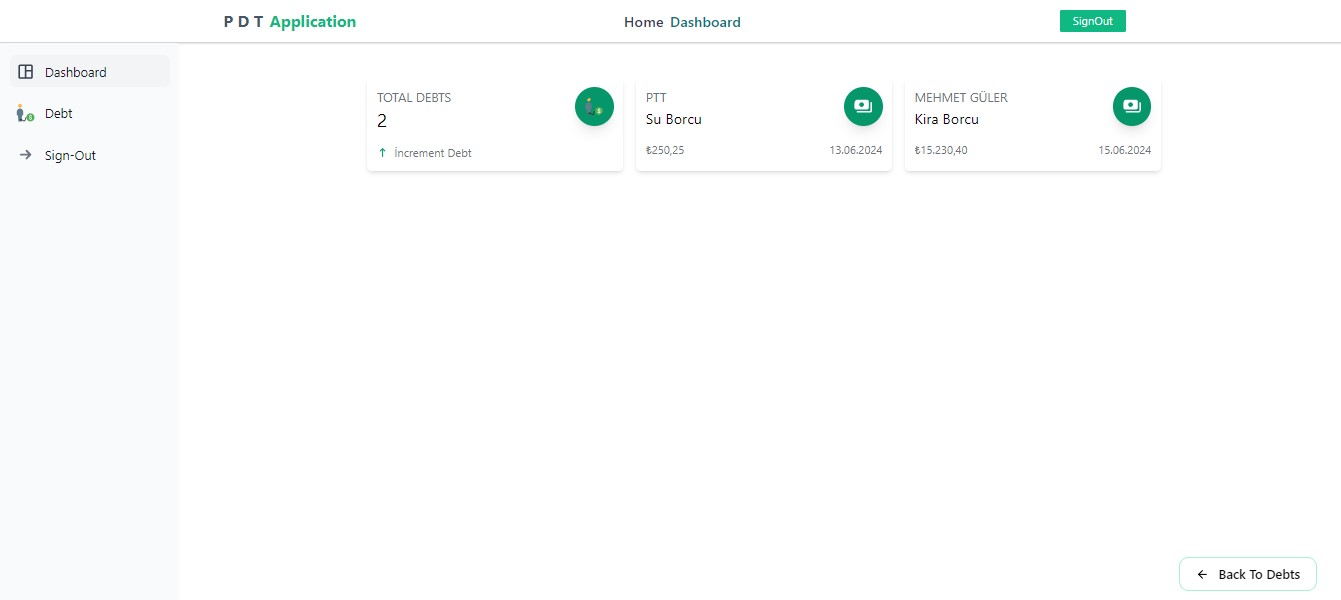 P D T Application
Home Dashboard
SignOut
Dashboard
Debt
Sign-Out
TOTAL DEBTS
2
İncrement Debt
PTT
Su Borcu
₺250,25
13.06.2024
MEHMET GÜLER
Kira Borcu
₺15.230,40
15.06.2024
Back To Debts